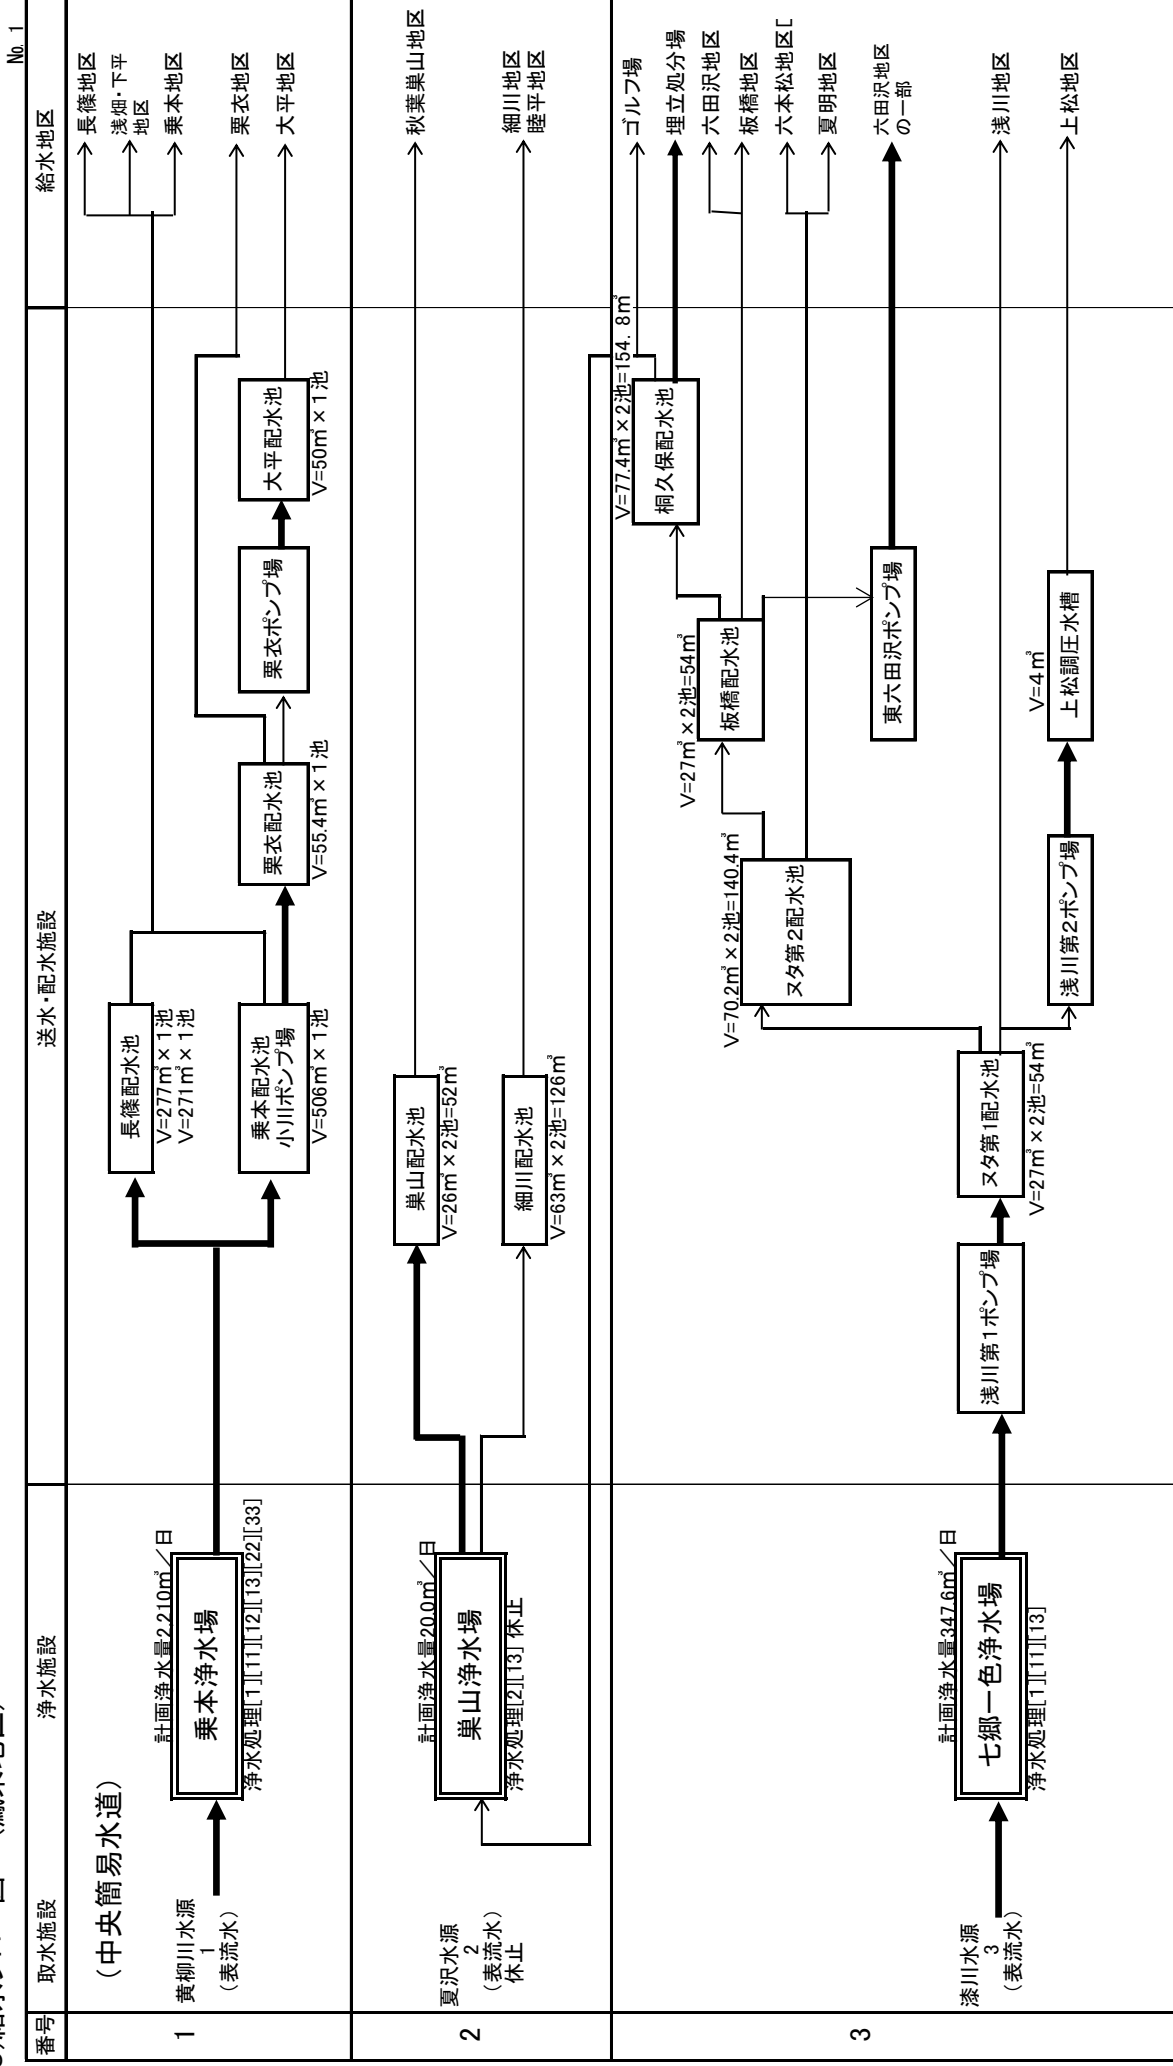 (鳳来地区)
No. 1
番号
取水施設
浄水施設
送水・配水施設
給水地区
(中央簡易水道)
1
黄柳川水源
1
(表流水)
計画浄水量2,210㎥/日
乗本浄水場
浄水処理[1][11][12][13][22][33]
長篠配水池
V=277㎥×1池
V=271㎥×1池
乗本配水池
小川ポンプ場
V=506㎥×1池
栗衣配水池
V=55.4㎥×1池
栗衣ポンプ場
大平配水池
V=50㎥×1池
長篠地区
浅畑・下平
地区
乗本地区
栗衣地区
大平地区
2
夏沢水源
2
(表流水)
休止
計画浄水量20.0㎥/日
巣山浄水場
浄水処理[2][13] 休止
巣山配水池
V=26㎥×2池=52㎥
細川配水池
V=63㎥×2池=126㎥
秋葉巣山地区
細川地区
睦平地区
3
漆川水源
3
(表流水)
計画浄水量347.6㎥/日
七郷一色浄水場
浄水処理[1][11][13]
浅川第1ポンプ場
ヌタ第1配水池
V=27㎥×2池=54㎥
V=70.2㎥×2池=140.4㎥
ヌタ第2配水池
浅川第2ポンプ場
V=27㎥×2池=54㎥
板橋配水池
東六田沢ポンプ場
V=4㎥
上松調圧水槽
V=77.4㎥×2池=154.8㎥
桐久保配水池
ゴルフ場
埋立処分場
六田沢地区
板橋地区
六本松地区[
夏明地区
六田沢地区
の一部
浅川地区
上松地区